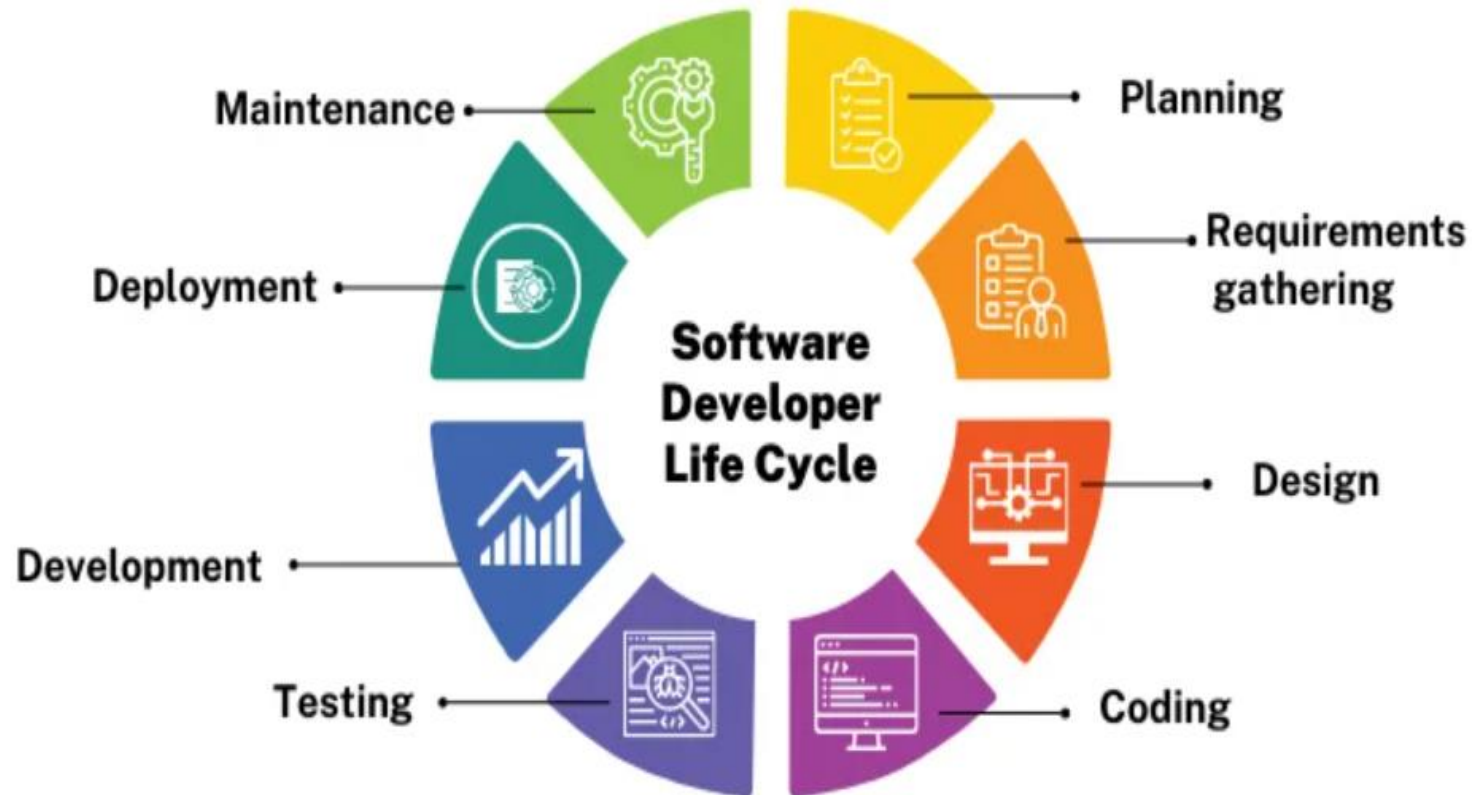 Maintenance
Planning
Requirements
gathering
Deployment
Software
Developer
Life Cycle
Design
Development
Testing
Coding